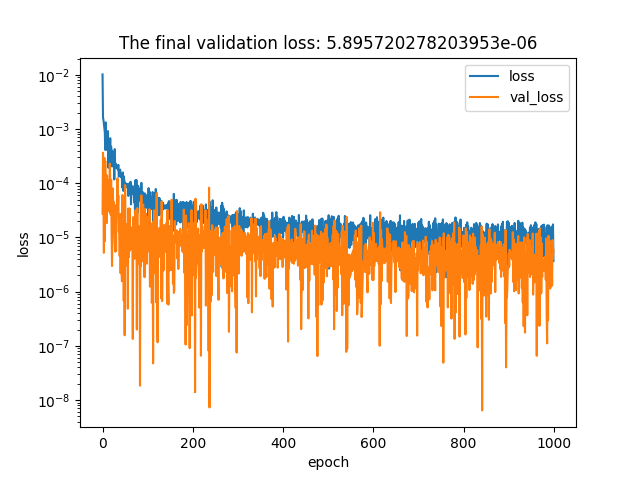 The final validation loss: 5.895720278203953e-06
loss
val_loss
10⁻²
10⁻³
10⁻⁴
10⁻⁵
10⁻⁶
10⁻⁷
10⁻⁸
loss
0 200 400 600 800 1000
epoch